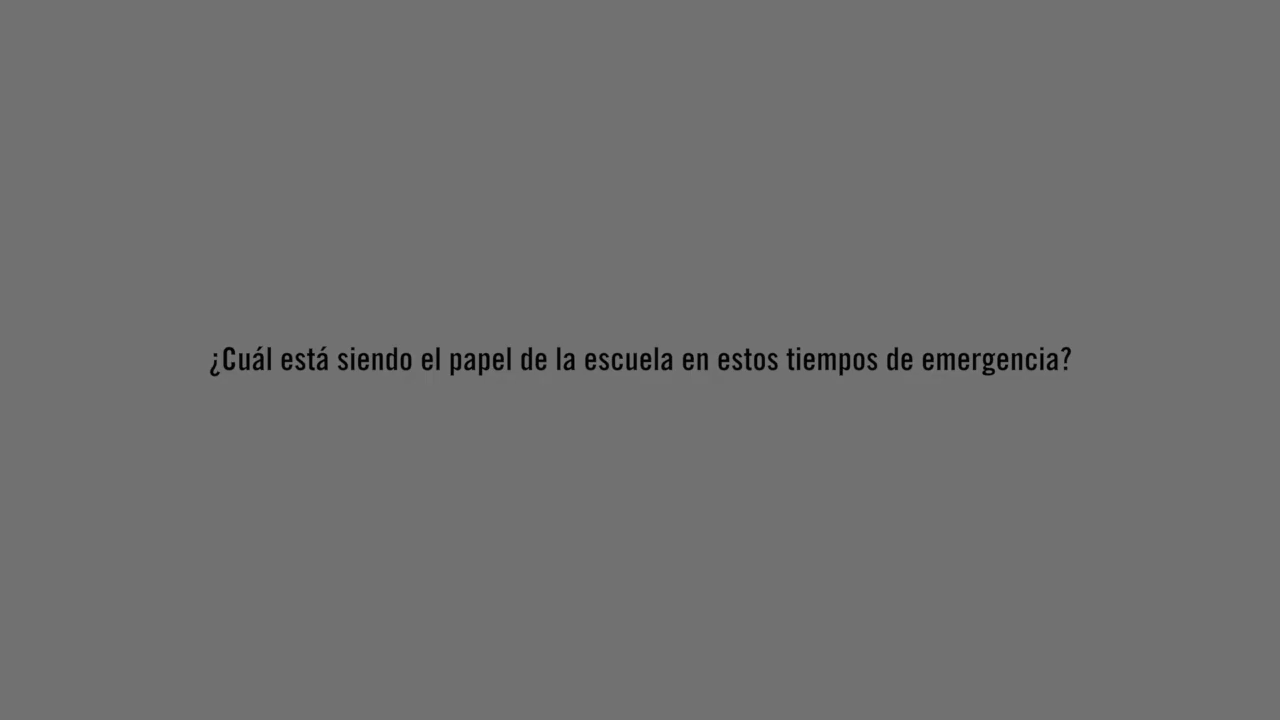 ¿Cuál está siendo el papel de la escuela en estos tiempos de emergencia?